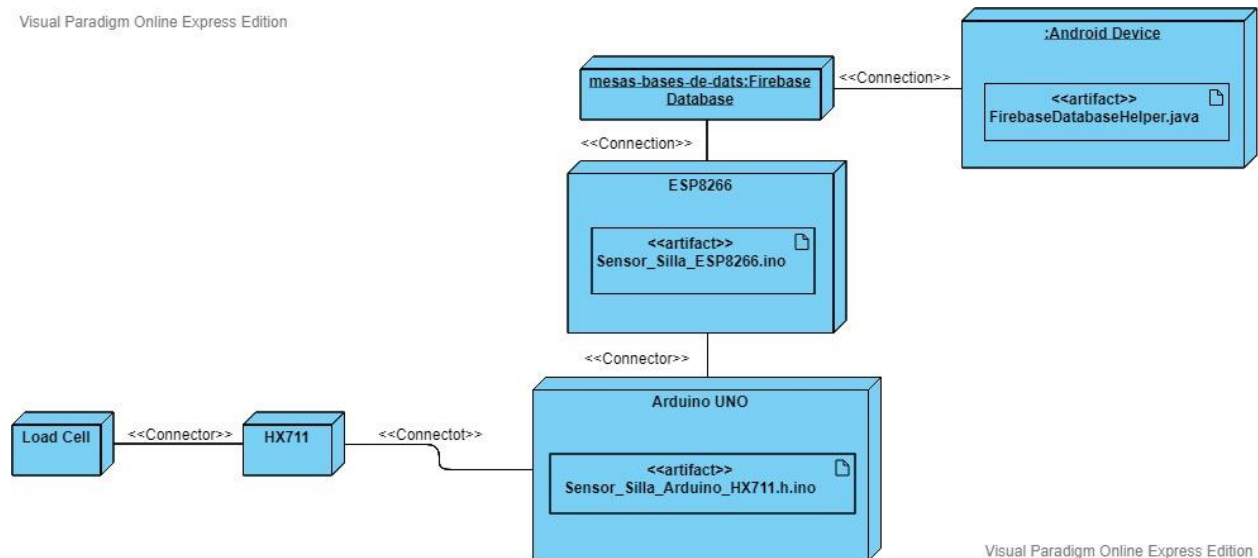 Visual Paradigm Online Express Edition
:Android Device
<<artifact>>
FirebaseDatabaseHelper.java
mesas-bases-de-dats:Firebase
Database
<<Connection>>
<<Connection>>
ESP8266
<<artifact>>
Sensor_Silla_ESP8266.ino
<<Connector>>
Arduino UNO
<<artifact>>
Sensor_Silla_Arduino_HX711.h.ino
Load Cell
<<Connector>>
HX711
<<Connectot>>
Visual Paradigm Online Express Edition